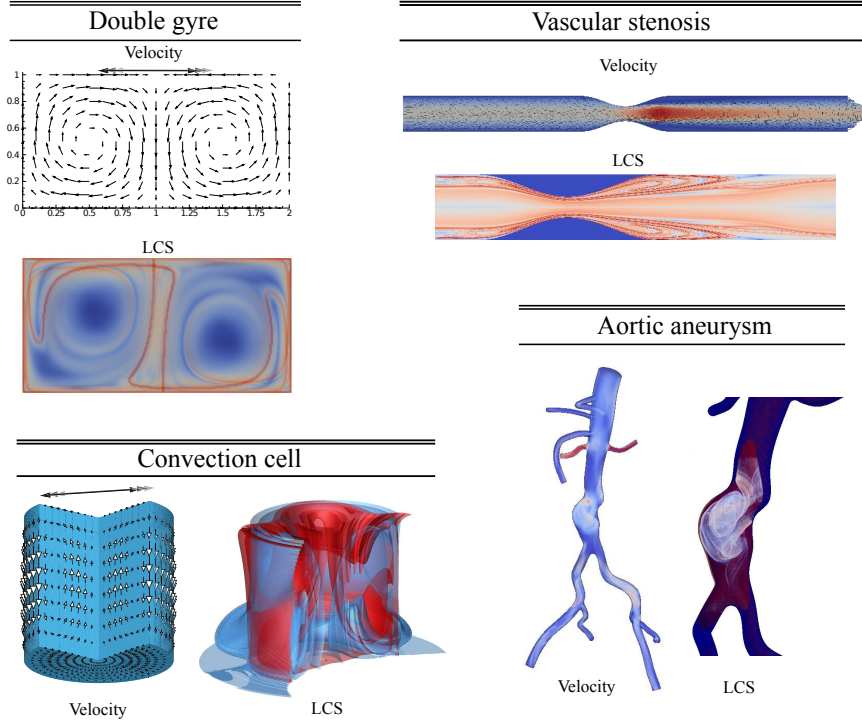 Double gyre
Velocity
1
0.8
0.6
0.4
0.2
0
0 0.25 0.5 0.75 1 1.25 1.5 1.75 2
LCS
Vascular stenosis
Velocity
LCS
Aortic aneurysm
Velocity
LCS
Convection cell
Velocity
LCS